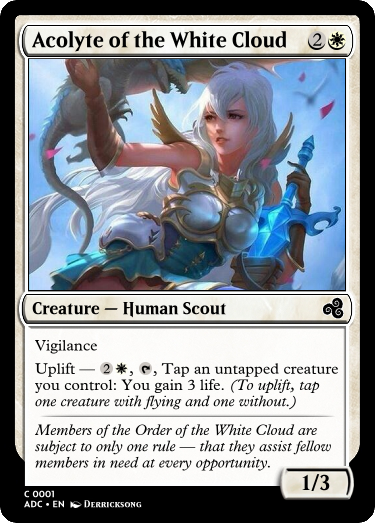 Acolyte of the White Cloud 2
Creature — Human Scout
Vigilance
Uplift — 2, , Tap an untapped creature
you control: You gain 3 life. (To uplift, tap
one creature with flying and one without.)
Members of the Order of the White Cloud are
subject to only one rule — that they assist fellow
members in need at every opportunity.
1/3
C 0001
ADC • EN DERRICKSONG